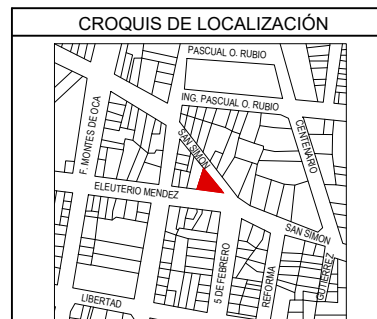 CROQUIS DE LOCALIZACIÓN
PASCUAL O. RUBIO
ING. PASCUAL O. RUBIO
F. MONTES DE OCA
SAN SIMON
CENTENARIO
ELEUTERIO MENDEZ
SAN SIMON
5 DE FEBRERO
REFORMA
GUTIERREZ
LIBERTAD